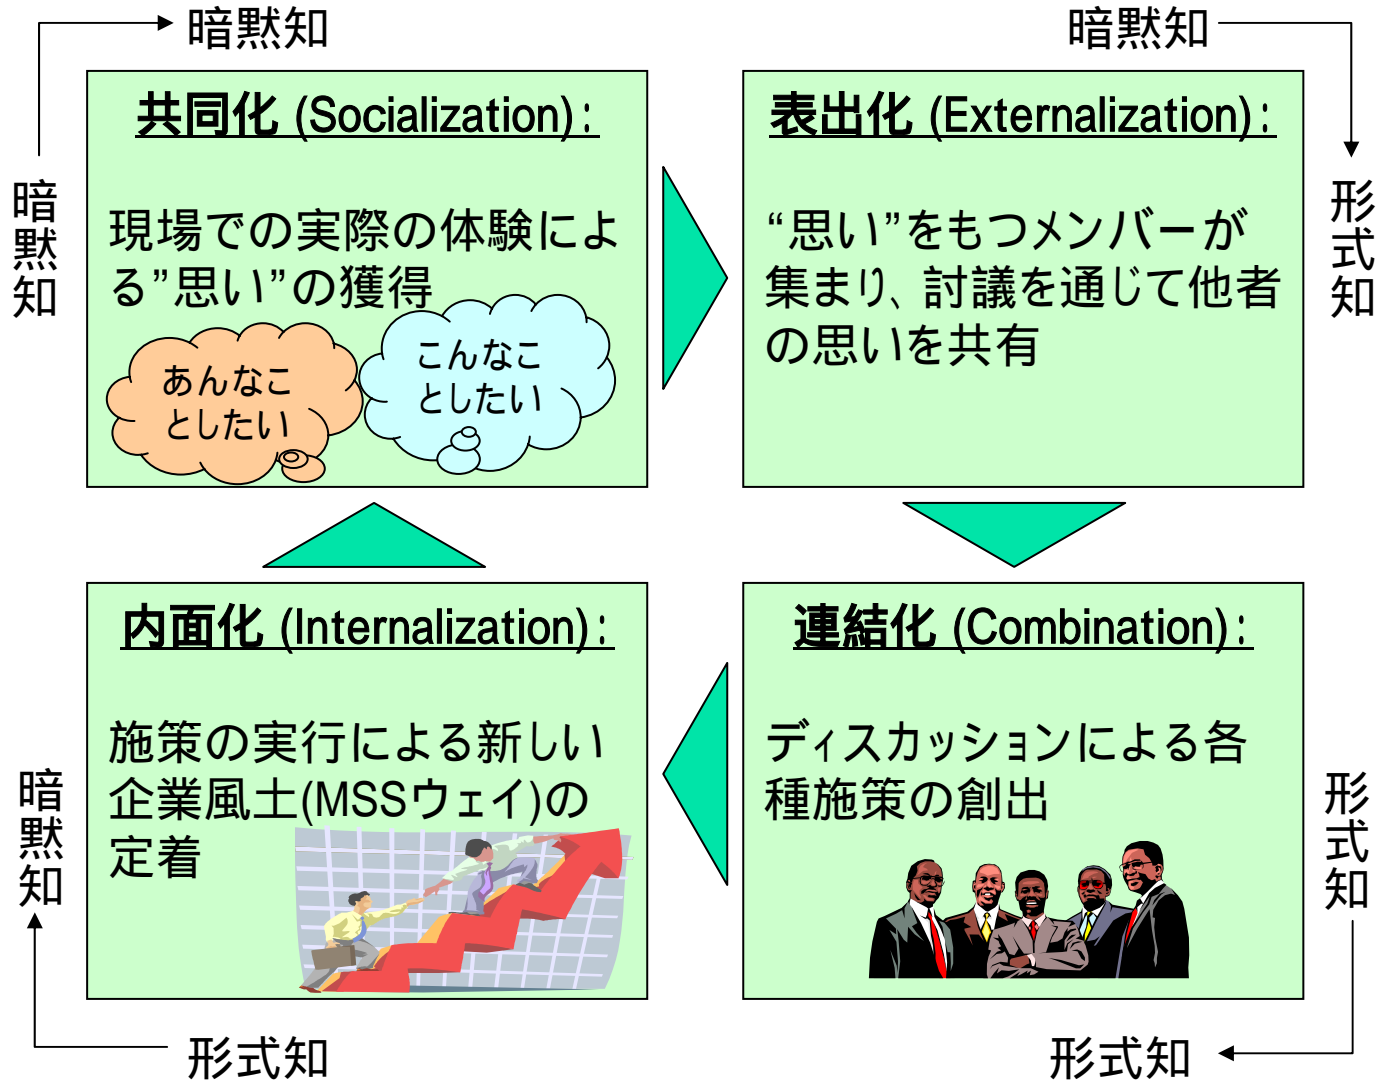 暗黙知
暗黙知
暗黙知
形式知
共同化 (Socialization):
現場での実際の体験によ
る”思い”の獲得
あんなこ
としたい
こんなこ
としたい
表出化 (Externalization):
“思い”をもつメンバーが
集まり、討議を通じて他者
の思いを共有
内面化 (Internalization):
施策の実行による新しい
企業風土(MSSウェイ)の
定着
連結化 (Combination):
ディスカッションによる各
種施策の創出
暗黙知
形式知
形式知
形式知